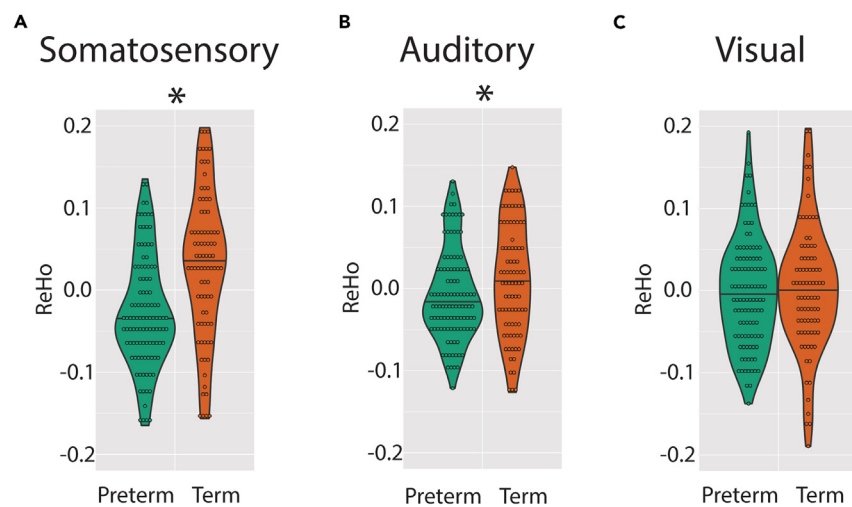 A
Somatosensory
*
ReHo
0.2
0.1
0.0
-0.1
-0.2
Preterm Term
B
Auditory
*
ReHo
0.2
0.1
0.0
-0.1
-0.2
Preterm Term
C
Visual
ReHo
0.2
0.1
0.0
-0.1
-0.2
Preterm Term